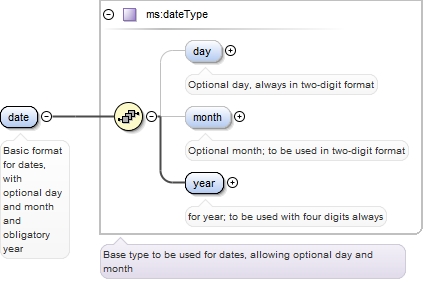 ms:dateType
day
Optional day, always in two-digit format
date
month
Basic format
for dates,
with
optional day
and month
and
obligatory
year
Optional month; to be used in two-digit format
year
for year; to be used with four digits always
Base type to be used for dates, allowing optional day and
month